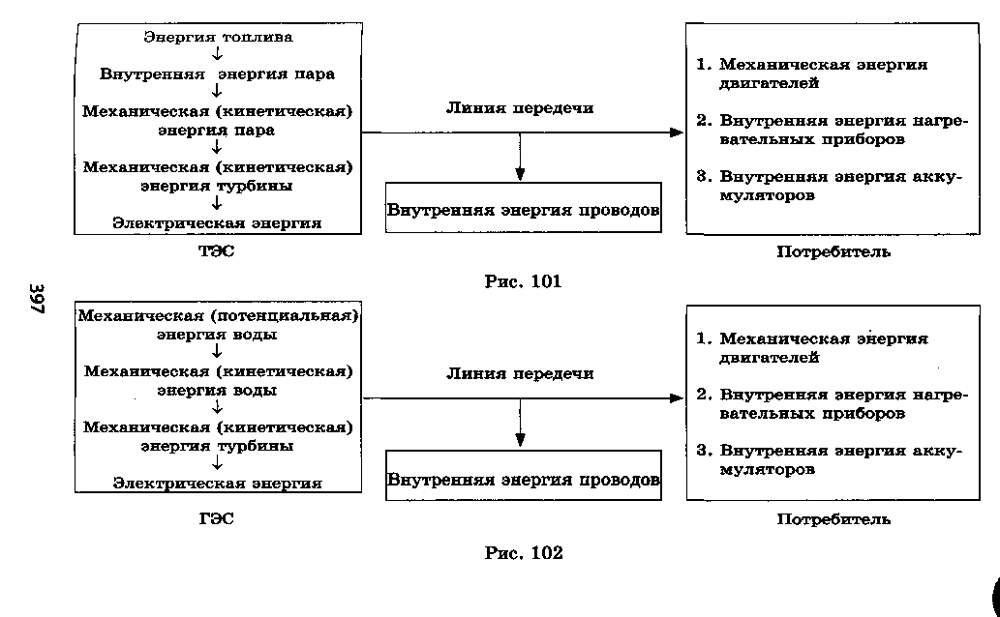 Энергия топлива
Внутренняя энергия пара
Механическая (кинетическая)
энергия пара
Механическая (кинетическая)
энергия турбины
Электрическая энергия
ТЭС
Линия передачи
Внутренняя энергия проводов
1. Механическая энергия
двигателей
2. Внутренняя энергия нагре-
вательных приборов
3. Внутренняя энергия акку-
муляторов
Потребитель
Рис. 101
397
Механическая (потенциальная)
энергия воды
Механическая (кинетическая)
энергия воды
Механическая (кинетическая)
энергия турбины
Электрическая энергия
ГЭС
Линия передачи
Внутренняя энергия проводов
1. Механическая энергия
двигателей
2. Внутренняя энергия нагре-
вательных приборов
3. Внутренняя энергия акку-
муляторов
Потребитель
Рис. 102